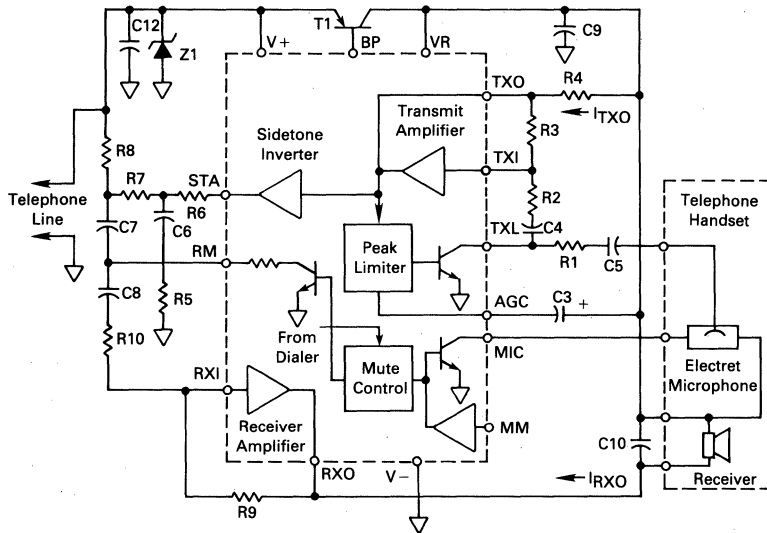 T1
C12
Z1
V+
BP
VR
C9
TXO
R4
ITXO
Transmit
Amplifier
R3
R8
Sidetone
Inverter
TXI
R7
STA
R6
R2
Telephone
Line
C7
C6
TXL
C4
Telephone
Handset
RM
Peak
Limiter
R1
C5
C8
R5
AGC
C3
+
From
Dialer
MIC
R10
Mute
Control
Electret
Microphone
RXI
Receiver
Amplifier
MM
C10
RXO
V−
IRXO
Receiver
R9